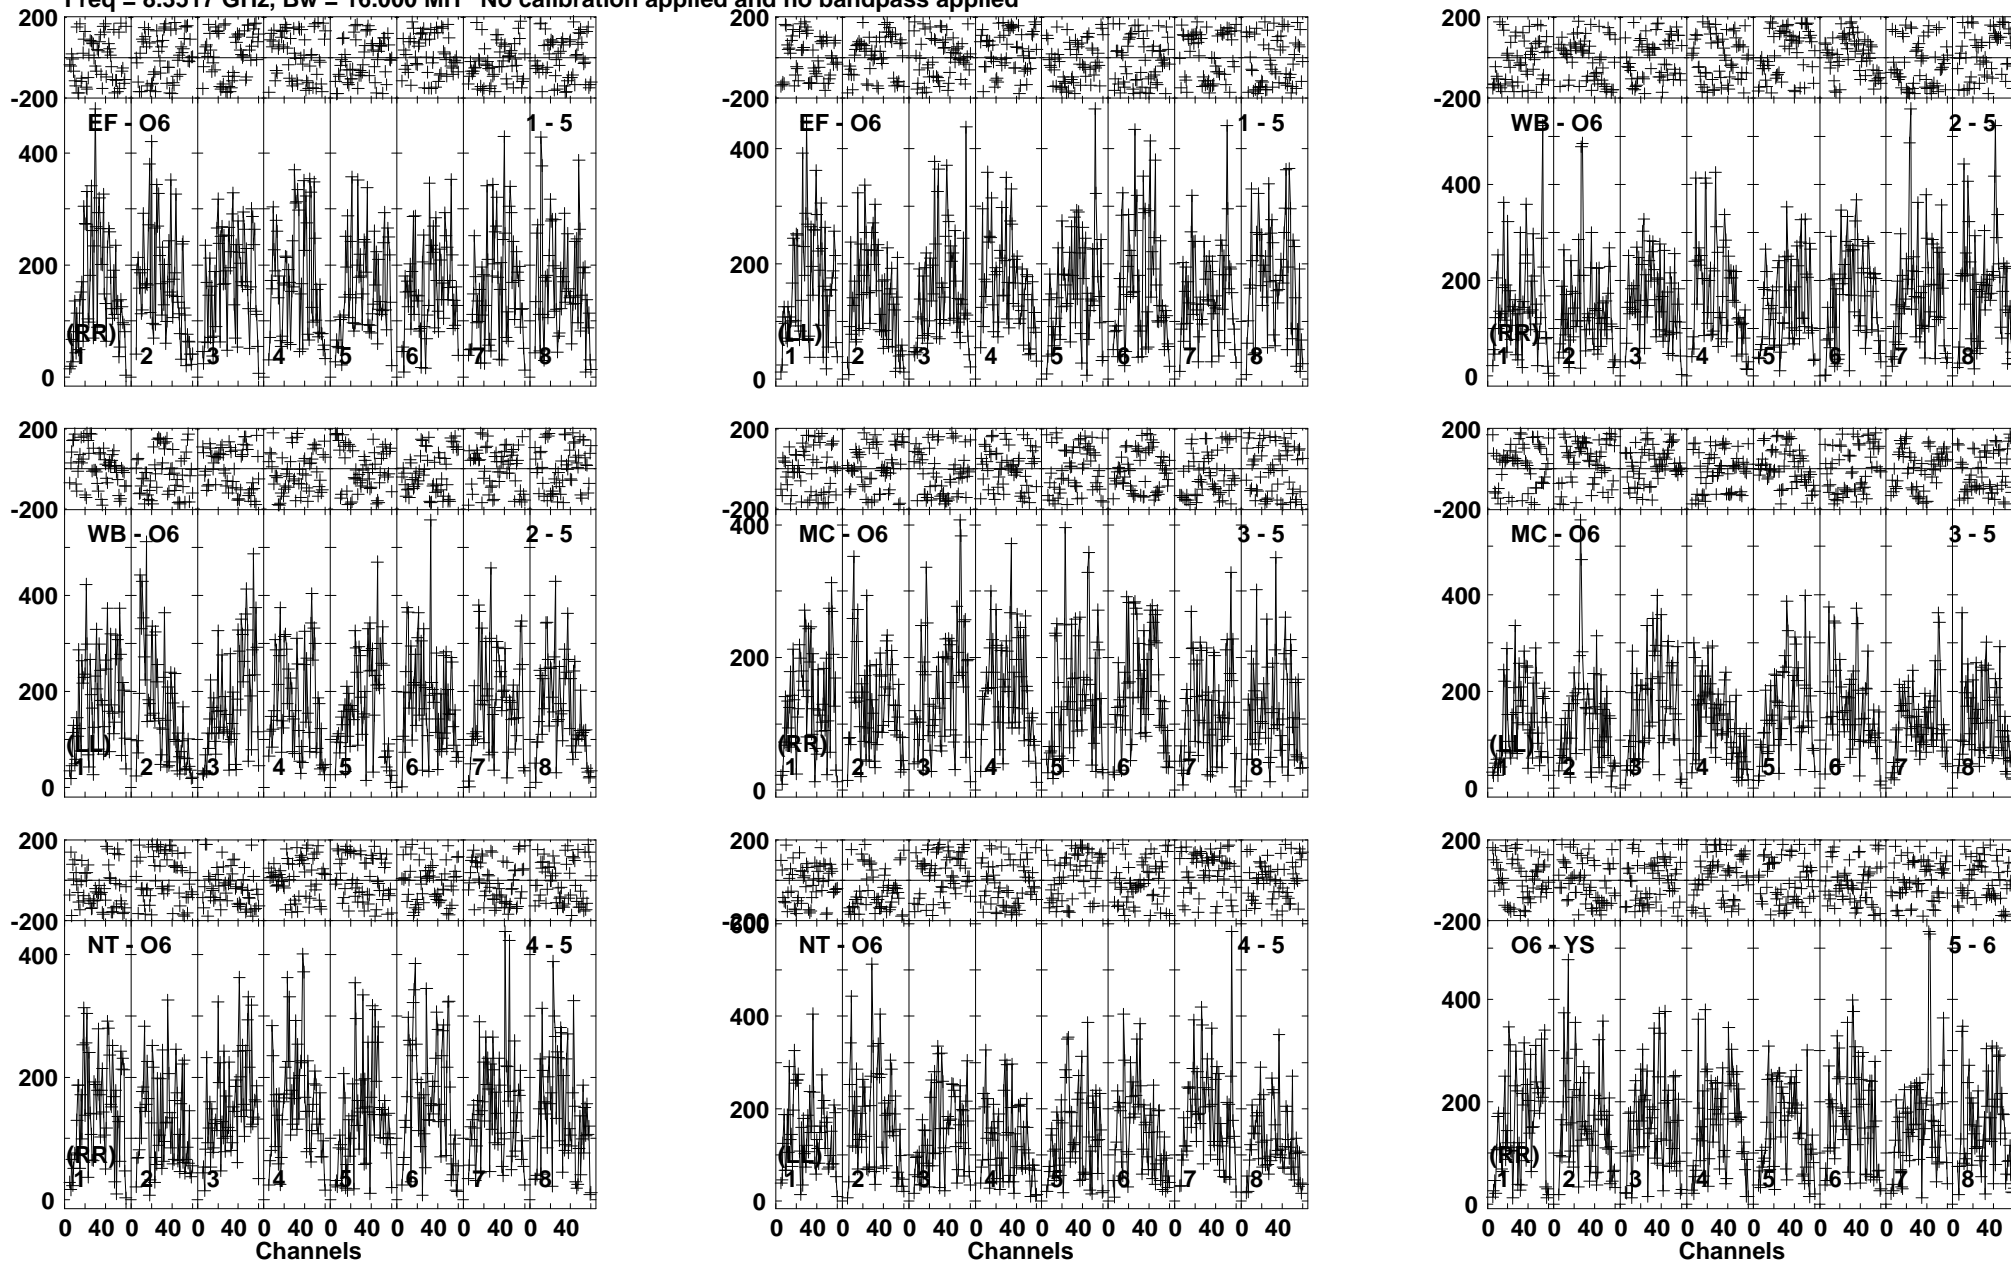 Freq = 8.3517 GHz, Bw = 16.000 MH No calibration applied and no bandpass applied
200 200 200
-200 -200 -200
EF - O6 1 - 5 EF - O6 1 - 5 WB - O6 2 - 5
400 400 400
200 200 200
(RR) (LL) (RR)
1 2 3 4 5 6 7 8 1 2 3 4 5 6 7 8 1 2 3 4 5 6 7 8
0 0 0
200 200 200
-200 -200 -200
WB - O6 2 - 5 MC - O6 3 - 5 MC - O6 3 - 5
400 400 400
200 200 200
(LL) (RR) (LL)
1 2 3 4 5 6 7 8 1 2 3 4 5 6 7 8 1 2 3 4 5 6 7 8
0 0 0
200 200 200
-200 -200 -200
600
NT - O6 4 - 5 NT - O6 4 - 5 O6 - YS 5 - 6
400 400 400
200 200 200
(RR) (LL) (RR)
1 2 3 4 5 6 7 8 1 2 3 4 5 6 7 8 1 2 3 4 5 6 7 8
0 0 0
0 40 0 40 0 40 0 40 0 40 0 40 0 40 0 40 0 40 0 40 0 40 0 40 0 40 0 40 0 40 0 40 0 40 0 40 0 40 0 40 0 40 0 40 0 40 0 40
Channels Channels Channels